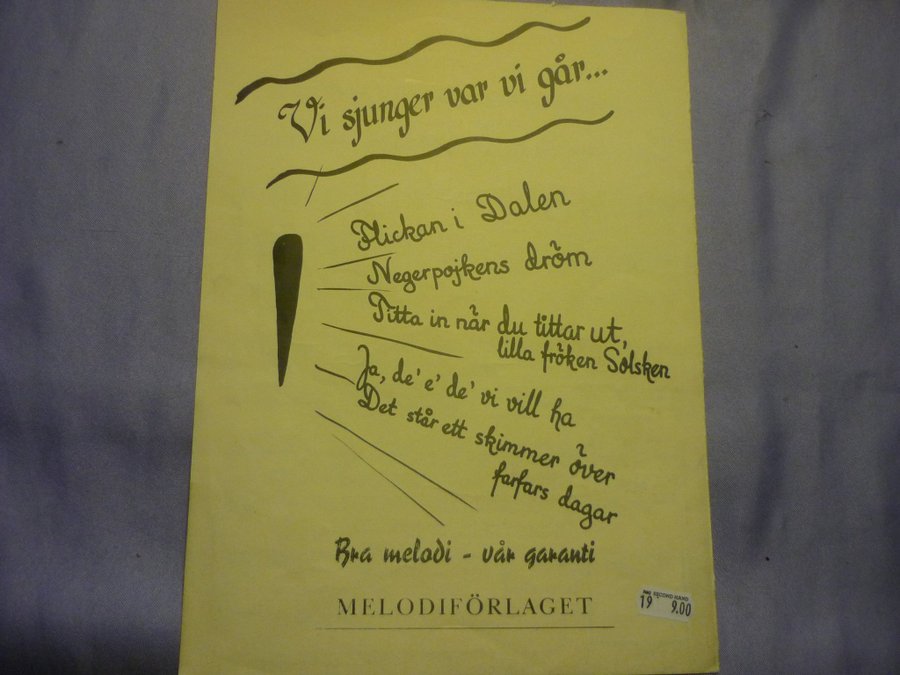 Vi sjunger var vi går...
Flickan i Dalen
Negerpojkens dröm
Titta in när du tittar ut,
lilla fröken Solsken
Ja, de' e' de' vi vill ha
Det står ett skimmer över
farfars dagar
Bra melodi - vår garanti
MELODIFÖRLAGET
SECOND HAND
19 9.00